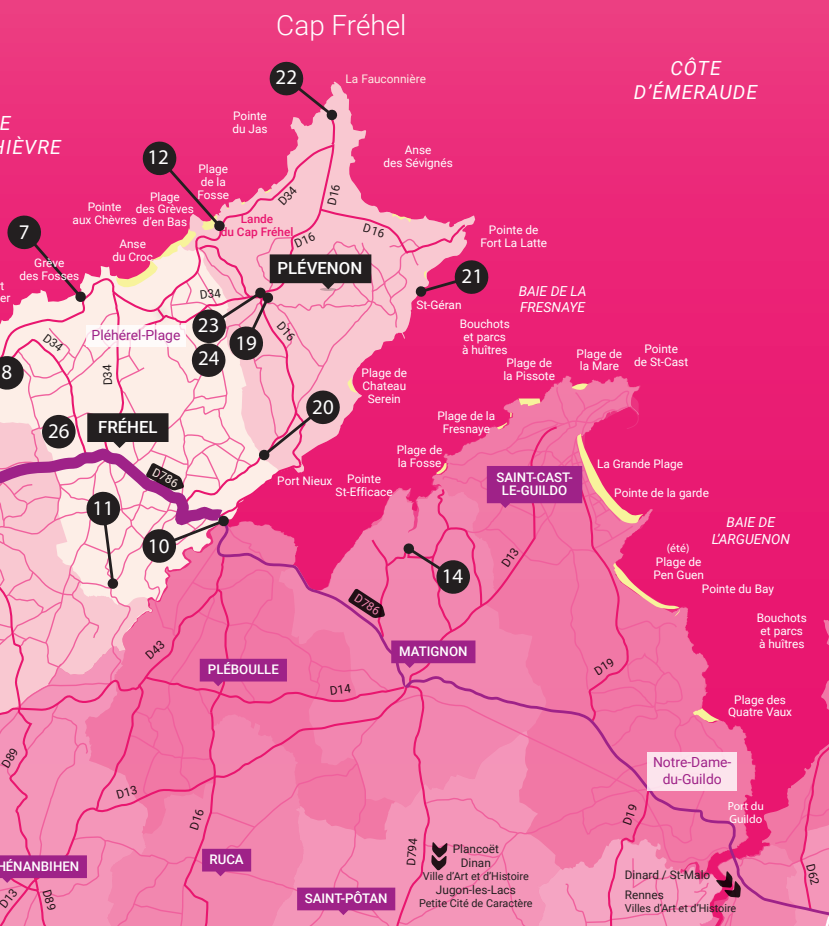 Cap Fréhel
CÔTE
D'ÉMERAUDE
22
La Fauconnière
Pointe
du Jas
E
HIÈVRE
12
Anse
des Sévignés
Plage
de la
Fosse
D34
D16
Plage
des Grèves
d'en Bas
Pointe
aux Chèvres
Lande
du Cap Fréhel
D16
D16
7
Anse
du Croc
Pointe de
Fort La Latte
Grève
des Fosses
PLÉVENON
21
St-Géran
BAIE DE LA
FRESNAYE
D34
t
er
23
19
D16
Pléhérel-Plage
24
Bouchots
et parcs
à huîtres
D34
D34
8
Plage de
la Pissote
Plage de
la Mare
Pointe
de St-Cast
Plage de
Chateau
Serein
20
26
FRÉHEL
Plage de la
Fresnaye
Plage de
la Fosse
D786
Port Nieux
Pointe
St-Efficace
SAINT-CAST-
LE-GUILDO
La Grande Plage
Pointe de la garde
11
10
BAIE DE
L'ARGUENON
14
D13
(été)
Plage de
Pen Guen
Pointe du Bay
D786
Bouchots
et parcs
à huîtres
D43
MATIGNON
PLÉBOULLE
D19
D14
Plage des
Quatre Vaux
D89
Notre-Dame-
du-Guildo
D13
D16
D19
Port du
Guildo
HÉNANBIHEN
RUCA
D794
Plancoët
Dinan
Ville d'Art et d'Histoire
Jugon-les-Lacs
Petite Cité de Caractère
D13
D89
SAINT-PÔTAN
Dinard / St-Malo
Rennes
Villes d'Art et d'Histoire
D62